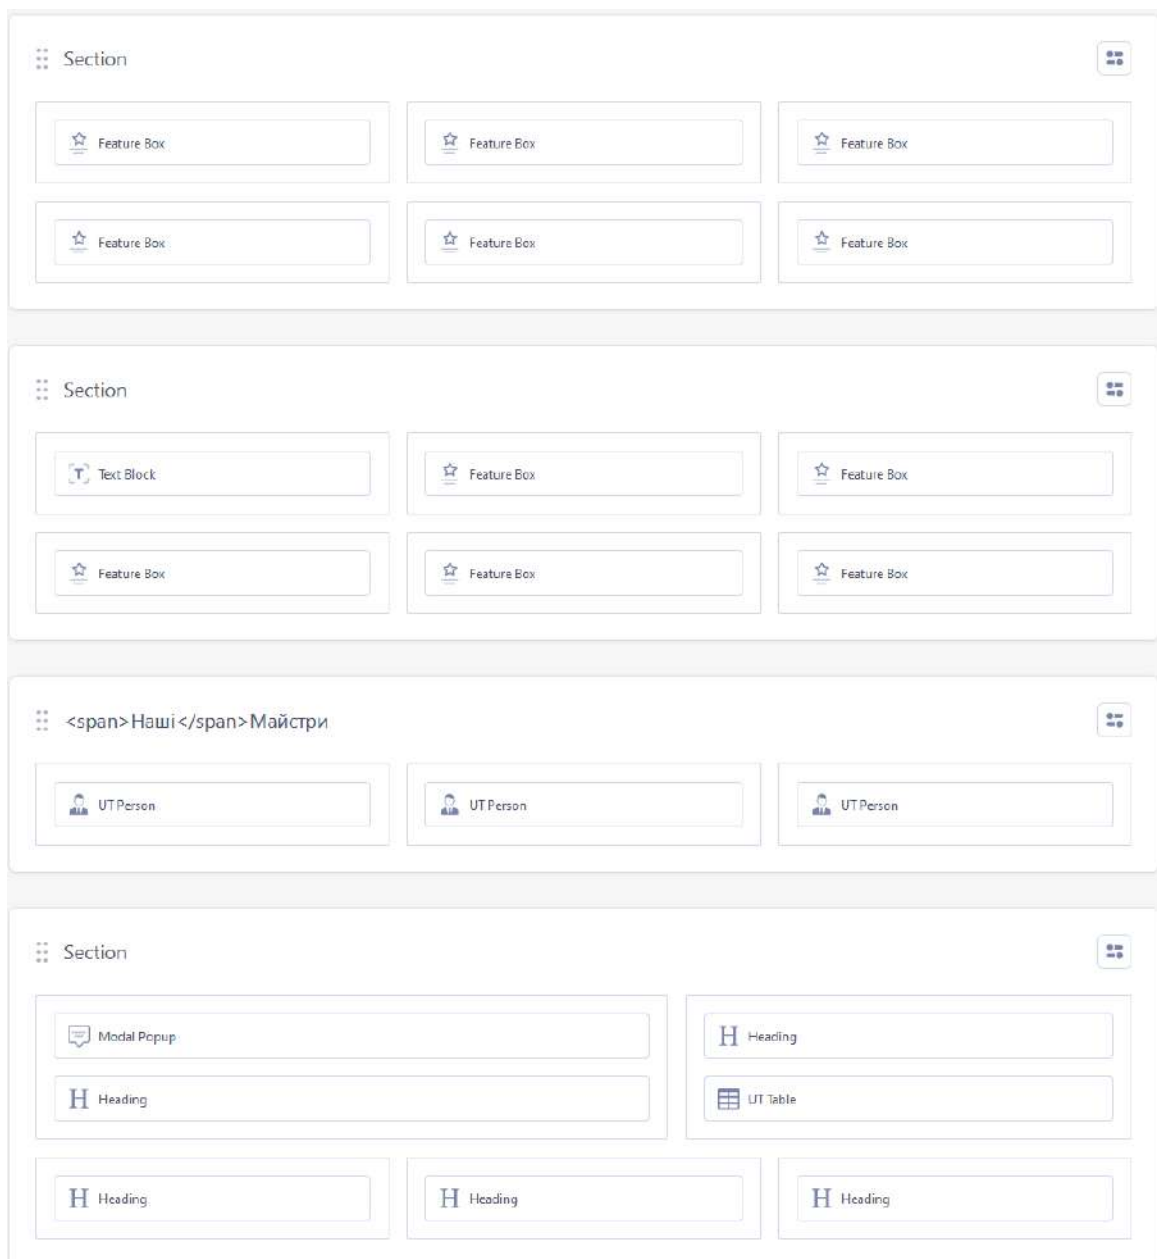 Section
Feature Box
Feature Box
Feature Box
Feature Box
Feature Box
Feature Box
Section
Text Block
Feature Box
Feature Box
Feature Box
Feature Box
Feature Box
<span>Наші</span>Майстри
UT Person
UT Person
UT Person
Section
Modal Popup
Heading
Heading
UT Table
Heading
Heading
Heading